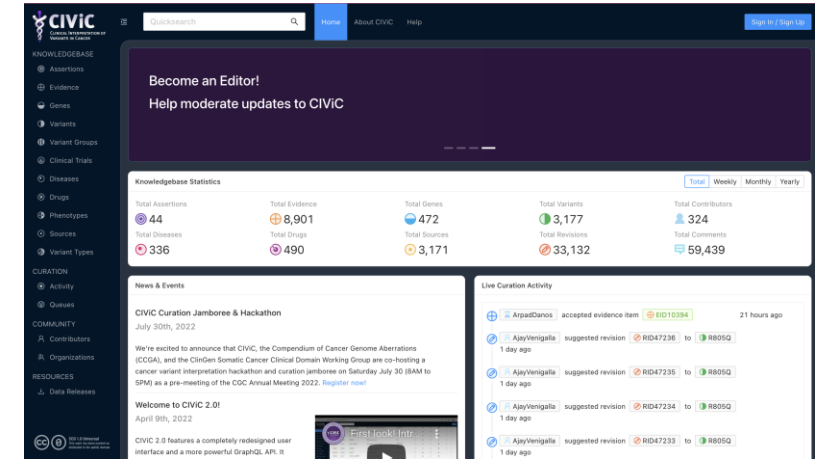 CIViC
CLINICAL INTERPRETATION OF
VARIANTS IN CANCER
Quicksearch
Home
About CIViC
Help
Sign In / Sign Up
KNOWLEDGEBASE
Assertions
Evidence
Genes
Variants
Variant Groups
Clinical Trials
Diseases
Drugs
Phenotypes
Sources
Variant Types
CURATION
Activity
Queues
COMMUNITY
Contributors
Organizations
RESOURCES
Data Releases
Become an Editor!
Help moderate updates to CIViC
Knowledgebase Statistics
Total Weekly Monthly Yearly
Total Assertions Total Evidence Total Genes Total Variants Total Contributors
44 8,901 472 3,177 324
Total Diseases Total Drugs Total Sources Total Revisions Total Comments
336 490 3,171 33,132 59,439
News & Events
CIViC Curation Jamboree & Hackathon
July 30th, 2022
We're excited to announce that CIViC, the Compendium of Cancer Genome Aberrations
(CCGA), and the ClinGen Somatic Cancer Clinical Domain Working Group are co-hosting a
cancer variant interpretation hackathon and curation jamboree on Saturday July 30 (8AM to
5PM) as a pre-meeting of the CGC Annual Meeting 2022. Register now!
Welcome to CIViC 2.0!
April 9th, 2022
CIViC 2.0 features a completely redesigned user
interface and a more powerful GraphQL API. It
First look! Intr...
Live Curation Activity
ArpadDanos accepted evidence item EID10394 21 hours ago
AjayVenigalla suggested revision RID47236 to R805Q
1 day ago
AjayVenigalla suggested revision RID47235 to R805Q
1 day ago
AjayVenigalla suggested revision RID47234 to R805Q
1 day ago
AjayVenigalla suggested revision RID47233 to R805Q
1 day ago